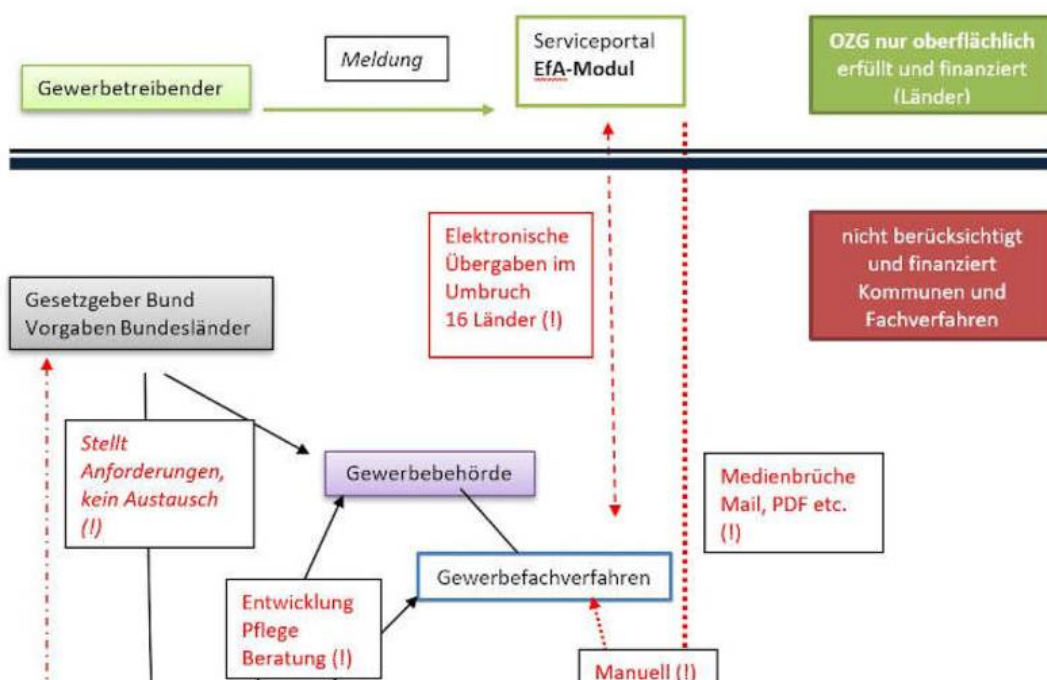 Gewerbetreibender
Meldung
Serviceportal
EfA-Modul
OZG nur oberflächlich
erfüllt und finanziert
(Länder)
Elektronische
Übergaben im
Umbruch
16 Länder (!)
nicht berücksichtigt
und finanziert
Kommunen und
Fachverfahren
Gesetzgeber Bund
Vorgaben Bundesländer
Stellt
Anforderungen,
kein Austausch
(!)
Gewerbebehörde
Medienbrüche
Mail, PDF etc.
(!)
Gewerbefachverfahren
Entwicklung
Pflege
Beratung (!)
Manuell (!)